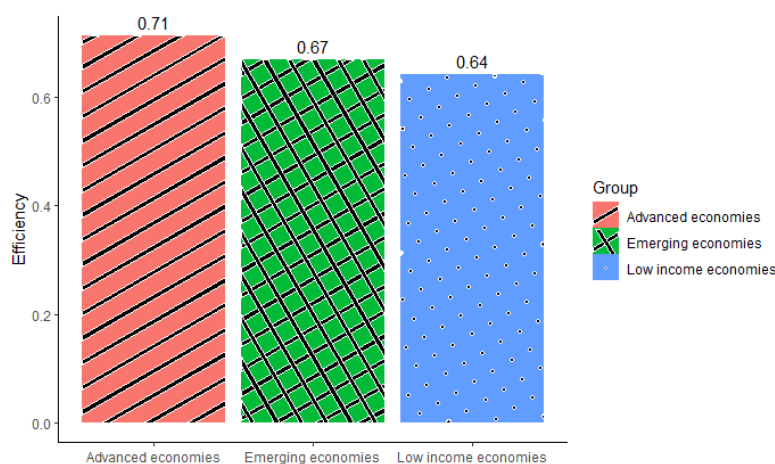 0.71
0.67
0.64
0.6
0.4
0.2
0.0
Efficiency
Advanced economies
Emerging economies
Low income economies
Group
Advanced economies
Emerging economies
Low income economies